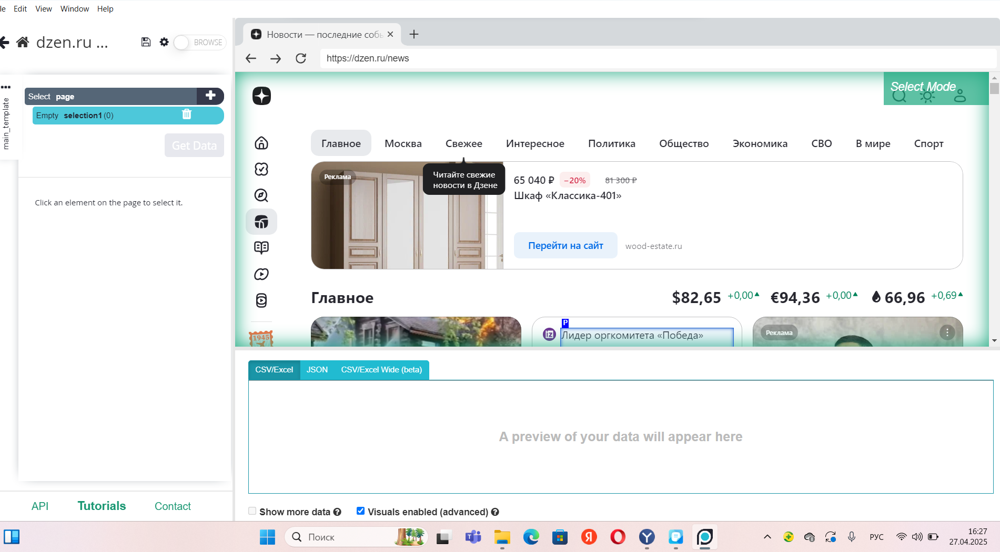 le Edit View Window Help
dzen.ru ...
BROWSE
main_template
Select page
Empty selection1 (0)
Get Data
Click an element on the page to select it.
API Tutorials Contact
Новости — последние собы
https://dzen.ru/news
Select Mode
Главное Москва Свежее Интересное Политика Общество Экономика СВО В мире Спорт
Реклама
Читайте свежие
новости в Дзене
65 040 ₽ −20% 81 300 ₽
Шкаф «Классика-401»
Перейти на сайт wood-estate.ru
Главное
$82,65 +0,00 €94,36 +0,00 66,96 +0,69
1945
P
Лидер оргкомитета «Победа»
Реклама
CSV/Excel JSON CSV/Excel Wide (beta)
A preview of your data will appear here
Show more data Visuals enabled (advanced)
Поиск
РУС
16:27
27.04.2025